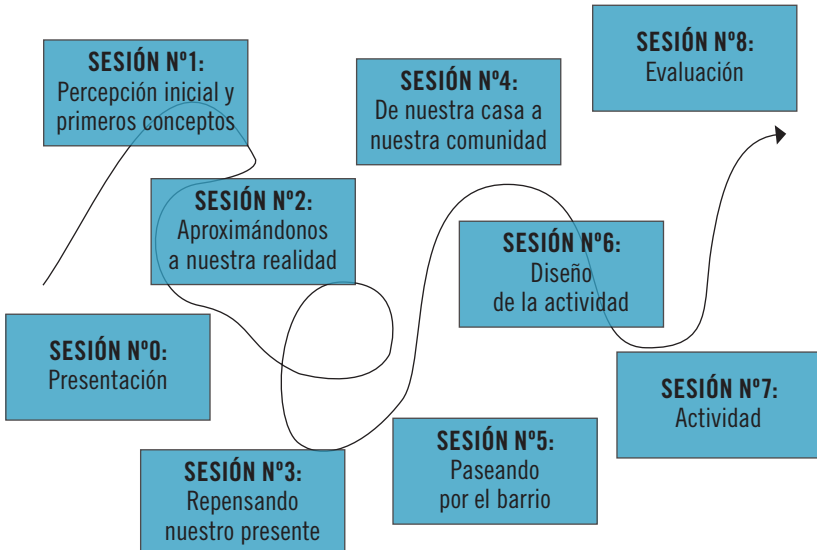 SESIÓN Nº0:
Presentación
SESIÓN Nº1:
Percepción inicial y
primeros conceptos
SESIÓN Nº2:
Aproximándonos
a nuestra realidad
SESIÓN Nº3:
Repensando
nuestro presente
SESIÓN Nº4:
De nuestra casa a
nuestra comunidad
SESIÓN Nº5:
Paseando
por el barrio
SESIÓN Nº6:
Diseño
de la actividad
SESIÓN Nº7:
Actividad
SESIÓN Nº8:
Evaluación